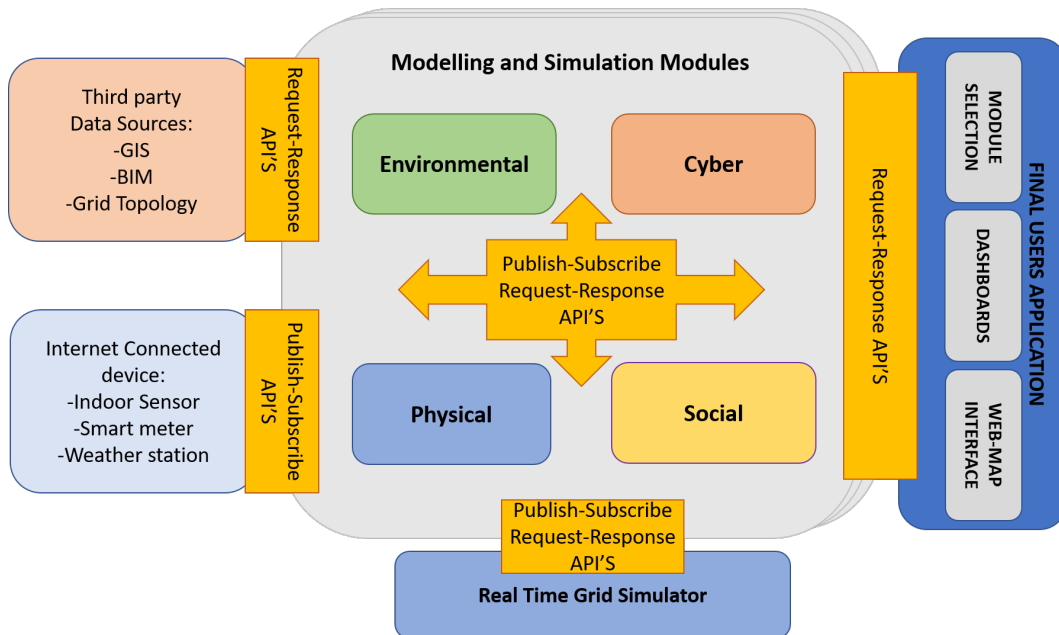 Modelling and Simulation Modules
Third party
Data Sources:
-GIS
-BIM
-Grid Topology
Request-Response
API'S
Internet Connected
device:
-Indoor Sensor
-Smart meter
-Weather station
Publish-Subscribe
API'S
Environmental
Cyber
Publish-Subscribe
Request-Response
API'S
Physical
Social
Publish-Subscribe
Request-Response
API'S
Real Time Grid Simulator
Request-Response API'S
MODULE
SELECTION
DASHBOARDS
WEB-MAP
INTERFACE
FINAL USERS APPLICATION